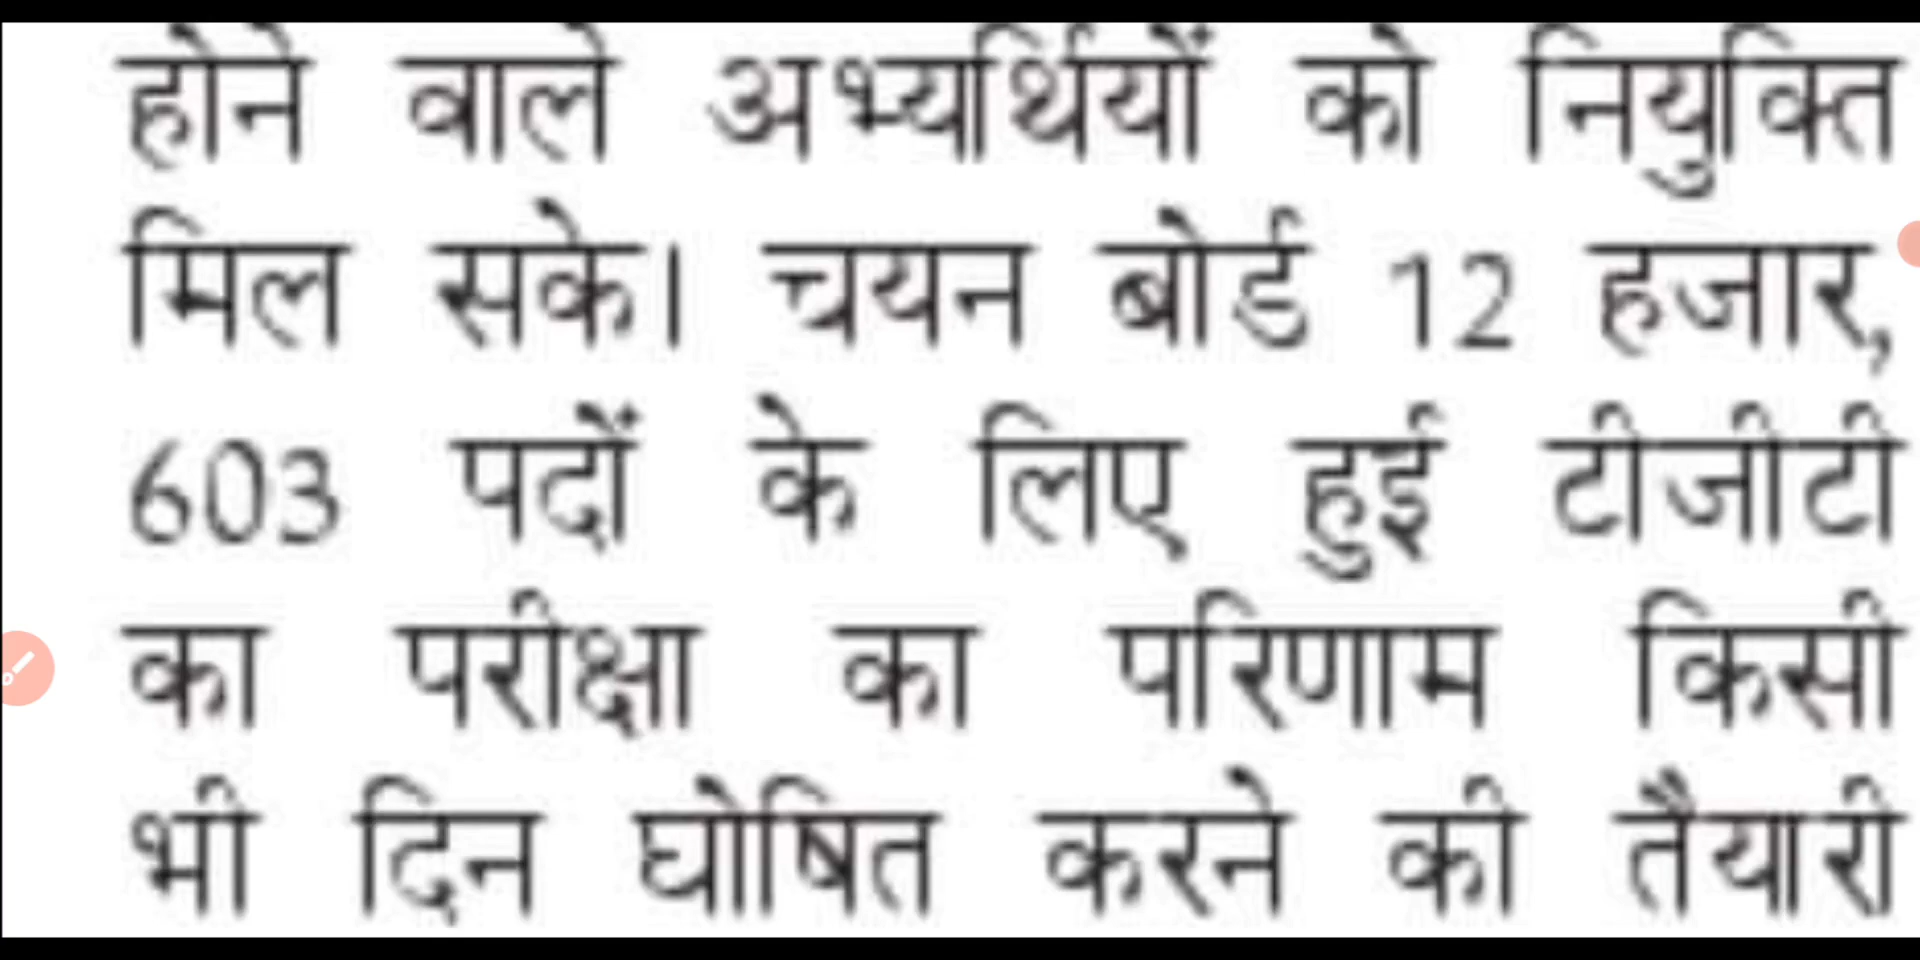 होने वाले अभ्यर्थियों को नियुक्ति
मिल सके। चयन बोर्ड 12 हजार,
603 पदों के लिए हुई टीजीटी
का परीक्षा का परिणाम किसी
भी दिन घोषित करने की तैयारी